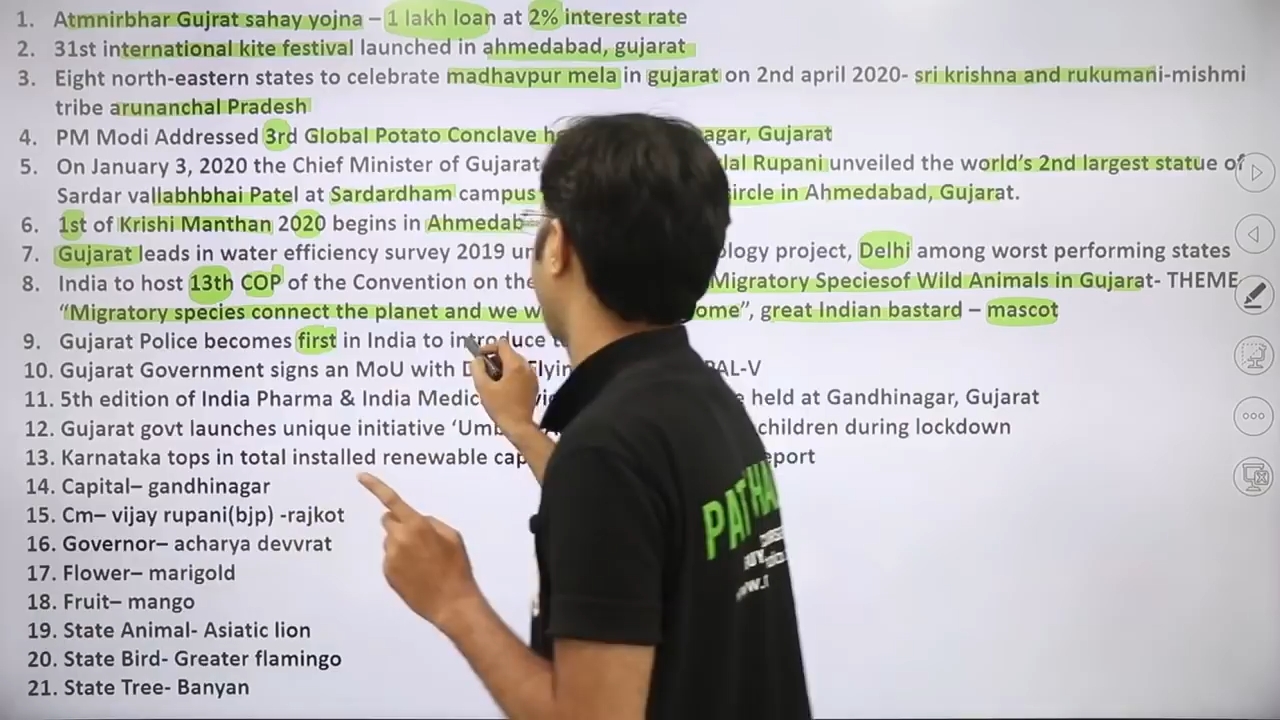 1. Atmnirbhar Gujrat sahay yojna – 1 lakh loan at 2% interest rate
2. 31st international kite festival launched in ahmedabad, gujarat
3. Eight north-eastern states to celebrate madhavpur mela in gujarat on 2nd april 2020- sri krishna and rukumani-mishmi
tribe arunanchal Pradesh
4. PM Modi Addressed 3rd Global Potato Conclave agar, Gujarat
5. On January 3, 2020 the Chief Minister of Gujarat lal Rupani unveiled the world's 2nd largest statue of
Sardar vallabhbhai Patel at Sardardham campus ircle in Ahmedabad, Gujarat.
6. 1st of Krishi Manthan 2020 begins in Ahmedab
7. Gujarat leads in water efficiency survey 2019 ology project, Delhi among worst performing states
8. India to host 13th COP of the Convention on the Migratory Speciesof Wild Animals in Gujarat- THEME
"Migratory species connect the planet and we ome", great Indian bastard – mascot
9. Gujarat Police becomes first in India to introduce
10. Gujarat Government signs an MoU with PAL-V
11. 5th edition of India Pharma & India Medic held at Gandhinagar, Gujarat
12. Gujarat govt launches unique initiative 'Umb children during lockdown
13. Karnataka tops in total installed renewable cap eport
14. Capital– gandhinagar
15. Cm– vijay rupani(bjp) -rajkot
16. Governor– acharya devvrat
17. Flower– marigold
18. Fruit– mango
19. State Animal- Asiatic lion
20. State Bird- Greater flamingo
21. State Tree- Banyan
PATHA